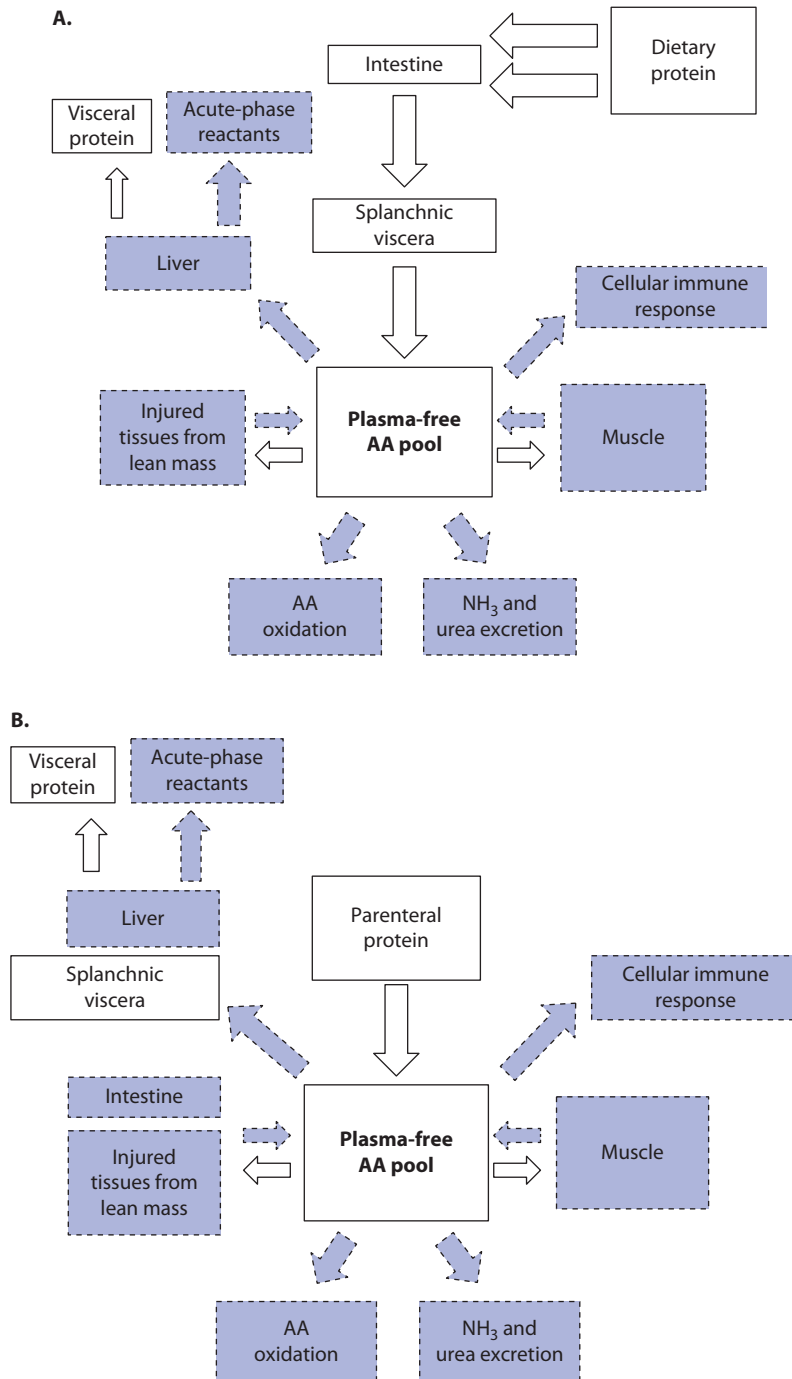 A.
Dietary
protein
Intestine
Visceral
protein
Acute-phase
reactants
Splanchnic
viscera
Liver
Cellular immune
response
Injured
tissues from
lean mass
Plasma-free
AA pool
Muscle
AA
oxidation
NH₃ and
urea excretion
B.
Visceral
protein
Acute-phase
reactants
Liver
Parenteral
protein
Splanchnic
viscera
Cellular immune
response
Intestine
Injured
tissues from
lean mass
Plasma-free
AA pool
Muscle
AA
oxidation
NH₃ and
urea excretion